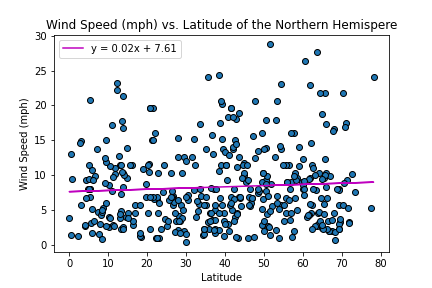 Wind Speed (mph) vs. Latitude of the Northern Hemispere
y = 0.02x + 7.61
30
25
20
15
10
5
0
Wind Speed (mph)
0 10 20 30 40 50 60 70 80
Latitude